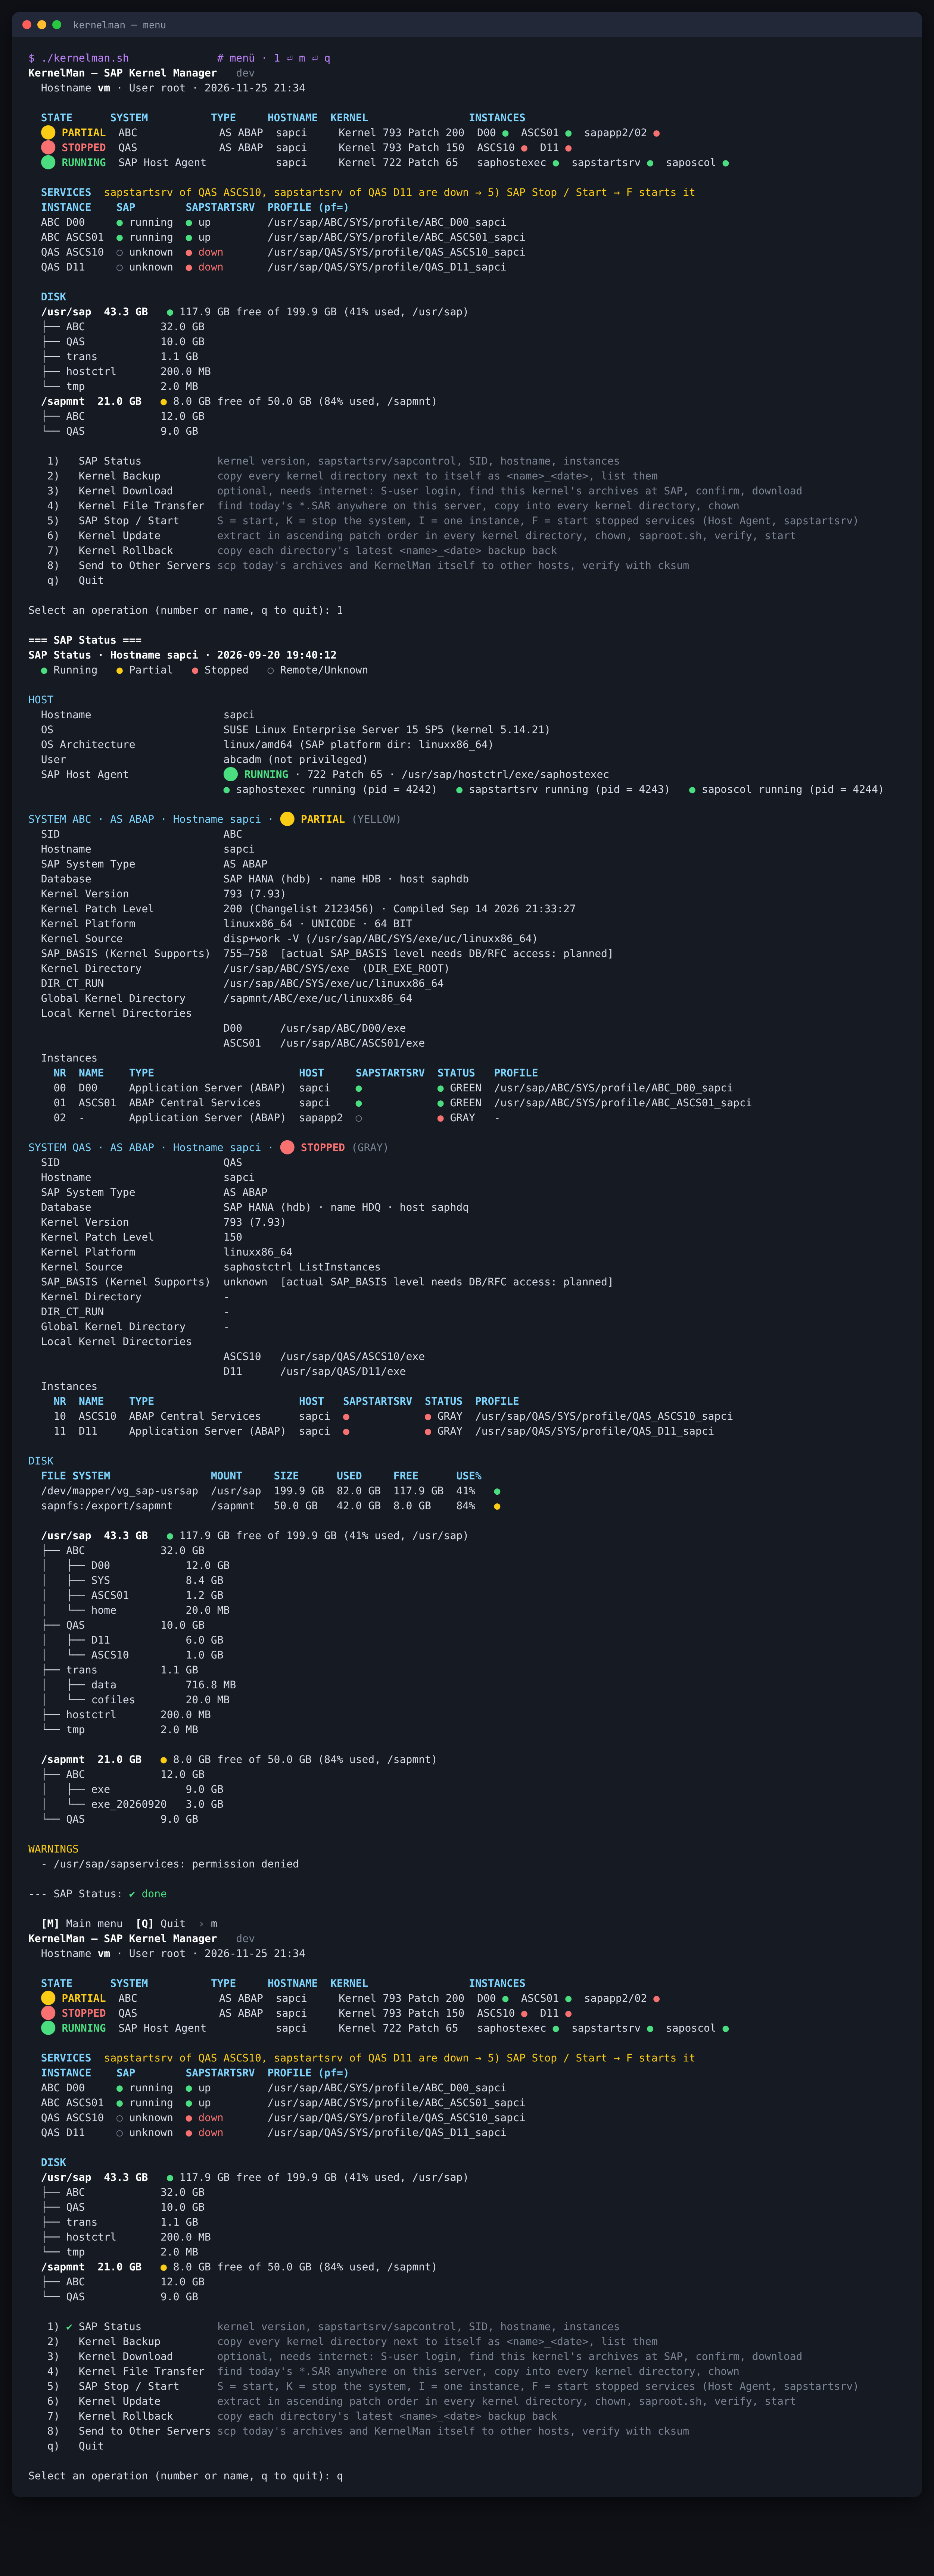 kernelman — menu
$ ./kernelman.sh              # menü · 1 ⏎ m ⏎ q
KernelMan — SAP Kernel Manager   dev
  Hostname vm · User root · 2026-11-25 21:34

  STATE      SYSTEM          TYPE     HOSTNAME  KERNEL                INSTANCES
  ● PARTIAL  ABC             AS ABAP  sapci     Kernel 793 Patch 200  D00 ●  ASCS01 ●  sapapp2/02 ●
  ● STOPPED  QAS             AS ABAP  sapci     Kernel 793 Patch 150  ASCS10 ●  D11 ●
  ● RUNNING  SAP Host Agent           sapci     Kernel 722 Patch 65   saphostexec ●  sapstartsrv ●  saposcol ●

  SERVICES  sapstartsrv of QAS ASCS10, sapstartsrv of QAS D11 are down → 5) SAP Stop / Start → F starts it
  INSTANCE    SAP        SAPSTARTSRV  PROFILE (pf=)
  ABC D00     ● running  ● up         /usr/sap/ABC/SYS/profile/ABC_D00_sapci
  ABC ASCS01  ● running  ● up         /usr/sap/ABC/SYS/profile/ABC_ASCS01_sapci
  QAS ASCS10  ○ unknown  ● down       /usr/sap/QAS/SYS/profile/QAS_ASCS10_sapci
  QAS D11     ○ unknown  ● down       /usr/sap/QAS/SYS/profile/QAS_D11_sapci

  DISK
  /usr/sap  43.3 GB   ● 117.9 GB free of 199.9 GB (41% used, /usr/sap)
  ├── ABC            32.0 GB
  ├── QAS            10.0 GB
  ├── trans          1.1 GB
  ├── hostctrl       200.0 MB
  └── tmp            2.0 MB
  /sapmnt  21.0 GB   ● 8.0 GB free of 50.0 GB (84% used, /sapmnt)
  ├── ABC            12.0 GB
  └── QAS            9.0 GB

   1)   SAP Status            kernel version, sapstartsrv/sapcontrol, SID, hostname, instances
   2)   Kernel Backup         copy every kernel directory next to itself as <name>_<date>, list them
   3)   Kernel Download       optional, needs internet: S-user login, find this kernel's archives at SAP, confirm, download
   4)   Kernel File Transfer  find today's *.SAR anywhere on this server, copy into every kernel directory, chown
   5)   SAP Stop / Start      S = start, K = stop the system, I = one instance, F = start stopped services (Host Agent, sapstartsrv)
   6)   Kernel Update         extract in ascending patch order in every kernel directory, chown, saproot.sh, verify, start
   7)   Kernel Rollback       copy each directory's latest <name>_<date> backup back
   8)   Send to Other Servers scp today's archives and KernelMan itself to other hosts, verify with cksum
   q)   Quit

Select an operation (number or name, q to quit): 1

=== SAP Status ===
SAP Status · Hostname sapci · 2026-09-20 19:40:12
  ● Running   ● Partial   ● Stopped   ○ Remote/Unknown

HOST
  Hostname                     sapci
  OS                           SUSE Linux Enterprise Server 15 SP5 (kernel 5.14.21)
  OS Architecture              linux/amd64 (SAP platform dir: linuxx86_64)
  User                         abcadm (not privileged)
  SAP Host Agent               ● RUNNING · 722 Patch 65 · /usr/sap/hostctrl/exe/saphostexec
                               ● saphostexec running (pid = 4242)   ● sapstartsrv running (pid = 4243)   ● saposcol running (pid = 4244)

SYSTEM ABC · AS ABAP · Hostname sapci · ● PARTIAL (YELLOW)
  SID                          ABC
  Hostname                     sapci
  SAP System Type              AS ABAP
  Database                     SAP HANA (hdb) · name HDB · host saphdb
  Kernel Version               793 (7.93)
  Kernel Patch Level           200 (Changelist 2123456) · Compiled Sep 14 2026 21:33:27
  Kernel Platform              linuxx86_64 · UNICODE · 64 BIT
  Kernel Source                disp+work -V (/usr/sap/ABC/SYS/exe/uc/linuxx86_64)
  SAP_BASIS (Kernel Supports)  755–758  [actual SAP_BASIS level needs DB/RFC access: planned]
  Kernel Directory             /usr/sap/ABC/SYS/exe  (DIR_EXE_ROOT)
  DIR_CT_RUN                   /usr/sap/ABC/SYS/exe/uc/linuxx86_64
  Global Kernel Directory      /sapmnt/ABC/exe/uc/linuxx86_64
  Local Kernel Directories
                               D00      /usr/sap/ABC/D00/exe
                               ASCS01   /usr/sap/ABC/ASCS01/exe
  Instances
    NR  NAME    TYPE                       HOST     SAPSTARTSRV  STATUS   PROFILE
    00  D00     Application Server (ABAP)  sapci    ●            ● GREEN  /usr/sap/ABC/SYS/profile/ABC_D00_sapci
    01  ASCS01  ABAP Central Services      sapci    ●            ● GREEN  /usr/sap/ABC/SYS/profile/ABC_ASCS01_sapci
    02  -       Application Server (ABAP)  sapapp2  ○            ● GRAY   -

SYSTEM QAS · AS ABAP · Hostname sapci · ● STOPPED (GRAY)
  SID                          QAS
  Hostname                     sapci
  SAP System Type              AS ABAP
  Database                     SAP HANA (hdb) · name HDQ · host saphdq
  Kernel Version               793 (7.93)
  Kernel Patch Level           150
  Kernel Platform              linuxx86_64
  Kernel Source                saphostctrl ListInstances
  SAP_BASIS (Kernel Supports)  unknown  [actual SAP_BASIS level needs DB/RFC access: planned]
  Kernel Directory             -
  DIR_CT_RUN                   -
  Global Kernel Directory      -
  Local Kernel Directories
                               ASCS10   /usr/sap/QAS/ASCS10/exe
                               D11      /usr/sap/QAS/D11/exe
  Instances
    NR  NAME    TYPE                       HOST   SAPSTARTSRV  STATUS  PROFILE
    10  ASCS10  ABAP Central Services      sapci  ●            ● GRAY  /usr/sap/QAS/SYS/profile/QAS_ASCS10_sapci
    11  D11     Application Server (ABAP)  sapci  ●            ● GRAY  /usr/sap/QAS/SYS/profile/QAS_D11_sapci

DISK
  FILE SYSTEM                MOUNT     SIZE      USED     FREE      USE%
  /dev/mapper/vg_sap-usrsap  /usr/sap  199.9 GB  82.0 GB  117.9 GB  41%   ●
  sapnfs:/export/sapmnt      /sapmnt   50.0 GB   42.0 GB  8.0 GB    84%   ●

  /usr/sap  43.3 GB   ● 117.9 GB free of 199.9 GB (41% used, /usr/sap)
  ├── ABC            32.0 GB
  │   ├── D00            12.0 GB
  │   ├── SYS            8.4 GB
  │   ├── ASCS01         1.2 GB
  │   └── home           20.0 MB
  ├── QAS            10.0 GB
  │   ├── D11            6.0 GB
  │   └── ASCS10         1.0 GB
  ├── trans          1.1 GB
  │   ├── data           716.8 MB
  │   └── cofiles        20.0 MB
  ├── hostctrl       200.0 MB
  └── tmp            2.0 MB

  /sapmnt  21.0 GB   ● 8.0 GB free of 50.0 GB (84% used, /sapmnt)
  ├── ABC            12.0 GB
  │   ├── exe            9.0 GB
  │   └── exe_20260920   3.0 GB
  └── QAS            9.0 GB

WARNINGS
  - /usr/sap/sapservices: permission denied

--- SAP Status: ✔ done

  [M] Main menu  [Q] Quit  › m
KernelMan — SAP Kernel Manager   dev
  Hostname vm · User root · 2026-11-25 21:34

  STATE      SYSTEM          TYPE     HOSTNAME  KERNEL                INSTANCES
  ● PARTIAL  ABC             AS ABAP  sapci     Kernel 793 Patch 200  D00 ●  ASCS01 ●  sapapp2/02 ●
  ● STOPPED  QAS             AS ABAP  sapci     Kernel 793 Patch 150  ASCS10 ●  D11 ●
  ● RUNNING  SAP Host Agent           sapci     Kernel 722 Patch 65   saphostexec ●  sapstartsrv ●  saposcol ●

  SERVICES  sapstartsrv of QAS ASCS10, sapstartsrv of QAS D11 are down → 5) SAP Stop / Start → F starts it
  INSTANCE    SAP        SAPSTARTSRV  PROFILE (pf=)
  ABC D00     ● running  ● up         /usr/sap/ABC/SYS/profile/ABC_D00_sapci
  ABC ASCS01  ● running  ● up         /usr/sap/ABC/SYS/profile/ABC_ASCS01_sapci
  QAS ASCS10  ○ unknown  ● down       /usr/sap/QAS/SYS/profile/QAS_ASCS10_sapci
  QAS D11     ○ unknown  ● down       /usr/sap/QAS/SYS/profile/QAS_D11_sapci

  DISK
  /usr/sap  43.3 GB   ● 117.9 GB free of 199.9 GB (41% used, /usr/sap)
  ├── ABC            32.0 GB
  ├── QAS            10.0 GB
  ├── trans          1.1 GB
  ├── hostctrl       200.0 MB
  └── tmp            2.0 MB
  /sapmnt  21.0 GB   ● 8.0 GB free of 50.0 GB (84% used, /sapmnt)
  ├── ABC            12.0 GB
  └── QAS            9.0 GB

   1) ✔ SAP Status            kernel version, sapstartsrv/sapcontrol, SID, hostname, instances
   2)   Kernel Backup         copy every kernel directory next to itself as <name>_<date>, list them
   3)   Kernel Download       optional, needs internet: S-user login, find this kernel's archives at SAP, confirm, download
   4)   Kernel File Transfer  find today's *.SAR anywhere on this server, copy into every kernel directory, chown
   5)   SAP Stop / Start      S = start, K = stop the system, I = one instance, F = start stopped services (Host Agent, sapstartsrv)
   6)   Kernel Update         extract in ascending patch order in every kernel directory, chown, saproot.sh, verify, start
   7)   Kernel Rollback       copy each directory's latest <name>_<date> backup back
   8)   Send to Other Servers scp today's archives and KernelMan itself to other hosts, verify with cksum
   q)   Quit

Select an operation (number or name, q to quit): q